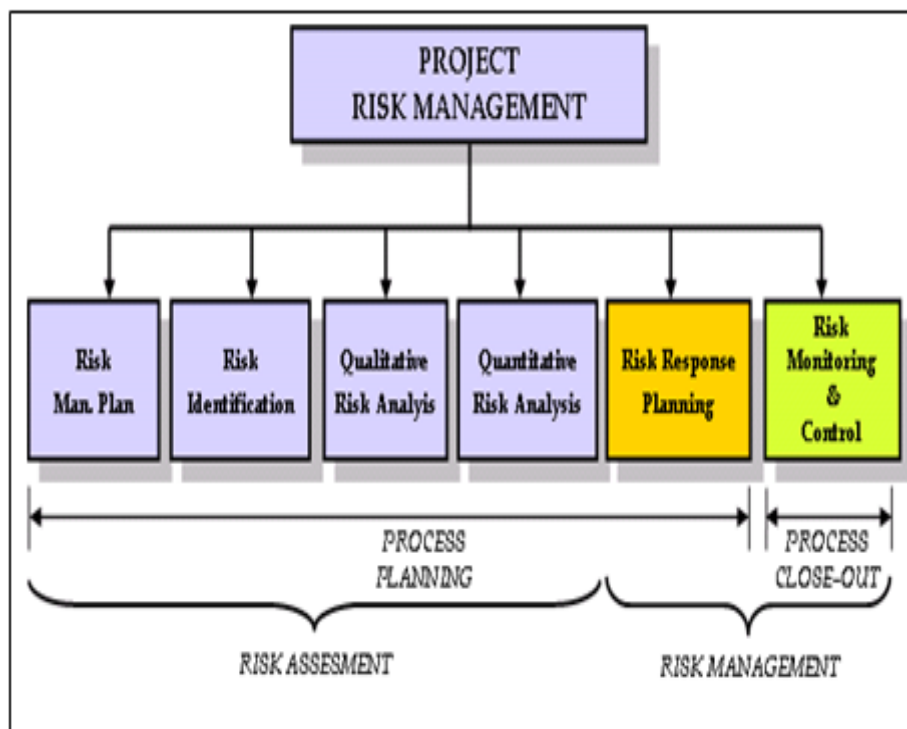 PROJECT
RISK MANAGEMENT
Risk
Man. Plan
Risk
Identification
Qualitative
Risk Analyis
Quantitative
Risk Analysis
Risk Response
Planning
Risk
Monitoring
&
Control
PROCESS
PLANNING
PROCESS
CLOSE-OUT
RISK ASSESMENT
RISK MANAGEMENT